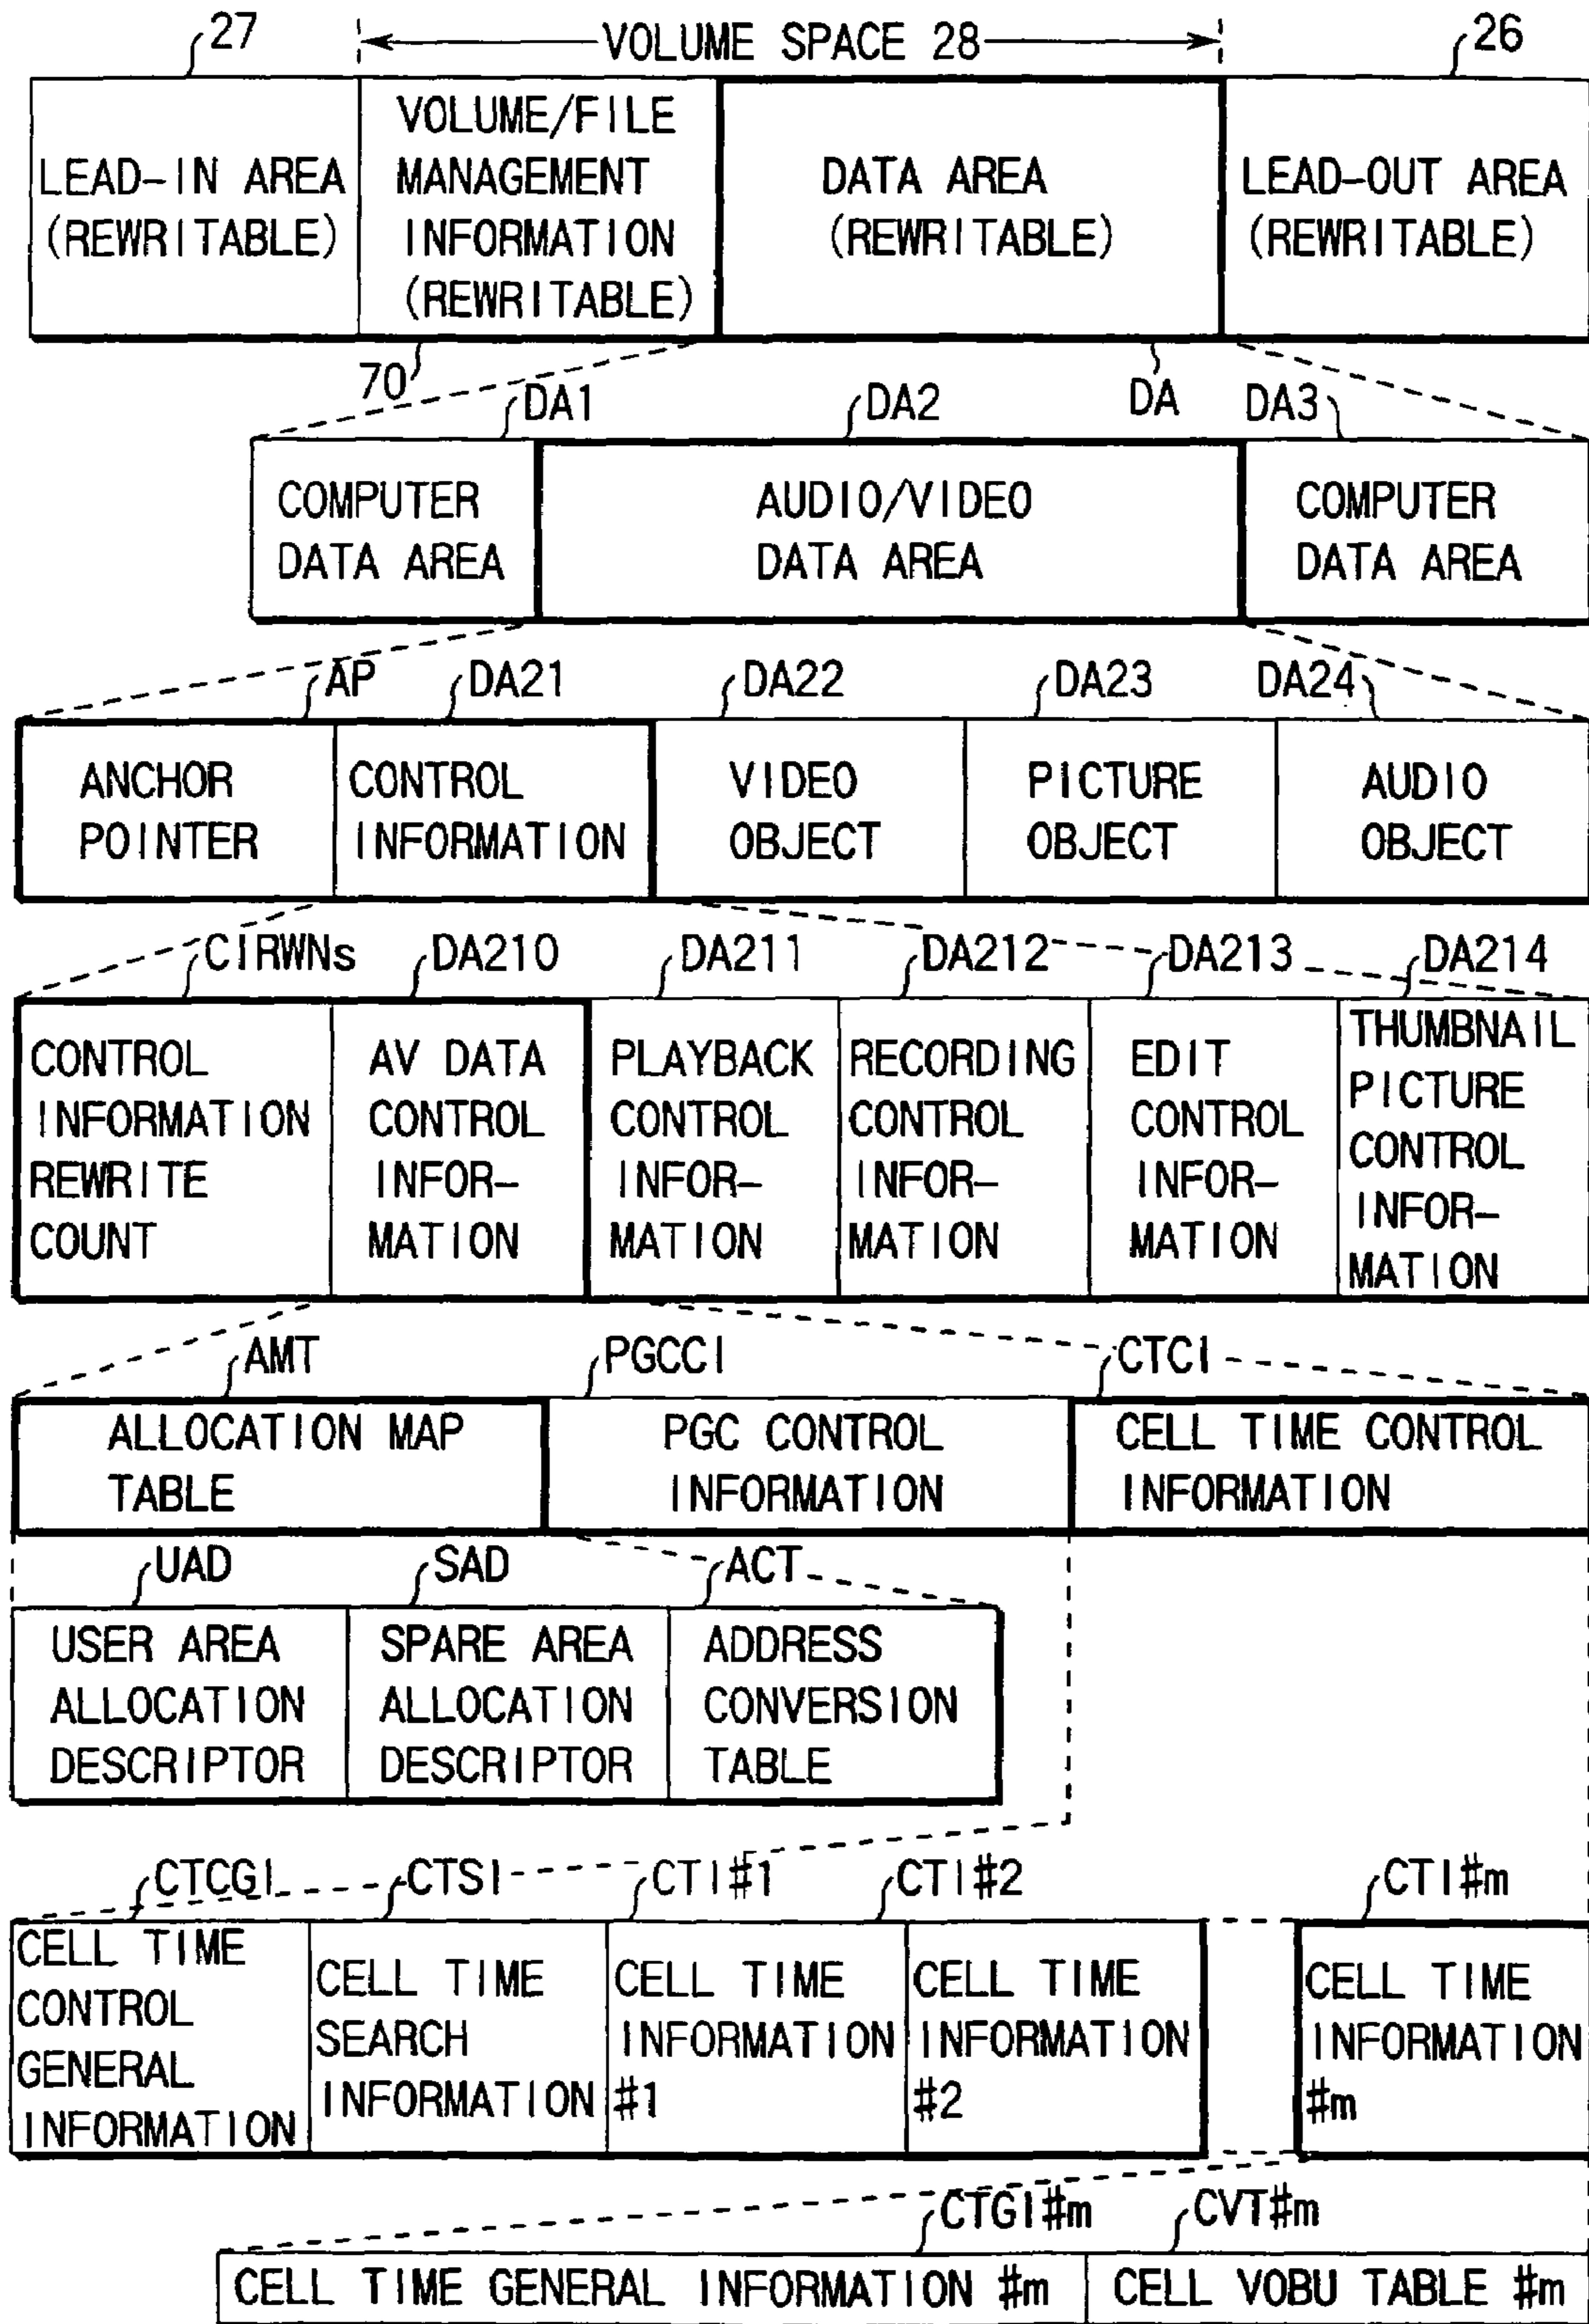 27
VOLUME SPACE 28
26
LEAD-IN AREA
(REWRITABLE)
VOLUME/FILE
MANAGEMENT
INFORMATION
(REWRITABLE)
DATA AREA
(REWRITABLE)
LEAD-OUT AREA
(REWRITABLE)
70
DA1
DA2
DA
DA3
COMPUTER
DATA AREA
AUDIO/VIDEO
DATA AREA
COMPUTER
DATA AREA
AP
DA21
DA22
DA23
DA24
ANCHOR
POINTER
CONTROL
INFORMATION
VIDEO
OBJECT
PICTURE
OBJECT
AUDIO
OBJECT
CIRWNs
DA210
DA211
DA212
DA213
DA214
CONTROL
INFORMATION
REWRITE
COUNT
AV DATA
CONTROL
INFOR-
MATION
PLAYBACK
CONTROL
INFOR-
MATION
RECORDING
CONTROL
INFOR-
MATION
EDIT
CONTROL
INFOR-
MATION
THUMBNAIL
PICTURE
CONTROL
INFOR-
MATION
AMT
PGCCI
CTCI
ALLOCATION MAP
TABLE
PGC CONTROL
INFORMATION
CELL TIME CONTROL
INFORMATION
UAD
SAD
ACT
USER AREA
ALLOCATION
DESCRIPTOR
SPARE AREA
ALLOCATION
DESCRIPTOR
ADDRESS
CONVERSION
TABLE
CTCGI
CTSI
CTI#1
CTI#2
CTI#m
CELL TIME
CONTROL
GENERAL
INFORMATION
CELL TIME
SEARCH
INFORMATION
CELL TIME
INFORMATION
#1
CELL TIME
INFORMATION
#2
CELL TIME
INFORMATION
#m
CTGI#m
CVT#m
CELL TIME GENERAL INFORMATION #m
CELL VOBU TABLE #m